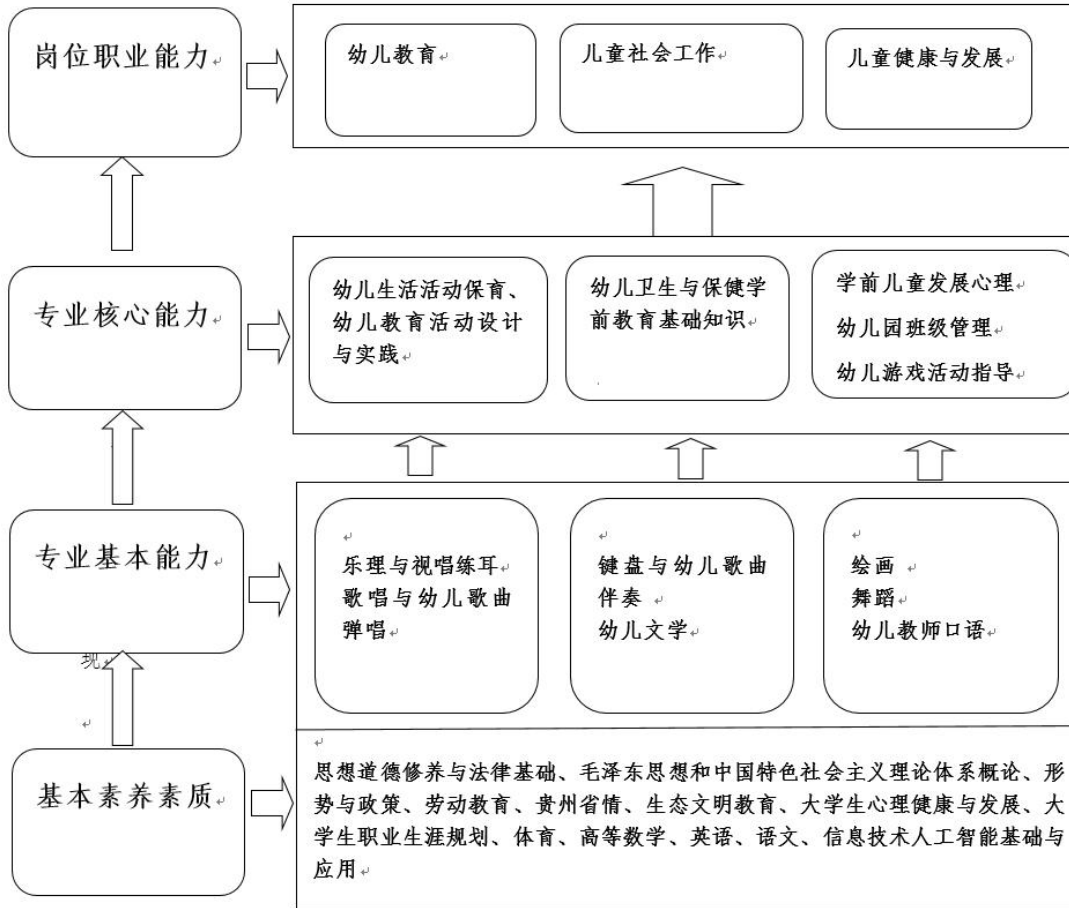 岗位职业能力
幼儿教育
儿童社会工作
儿童健康与发展
专业核心能力
幼儿生活活动保育、
幼儿教育活动设计
与实践
幼儿卫生与保健学
前教育基础知识
学前儿童发展心理
幼儿园班级管理
幼儿游戏活动指导
专业基本能力
乐理与视唱练耳
歌唱与幼儿歌曲
弹唱
键盘与幼儿歌曲
伴奏
幼儿文学
绘画
舞蹈
幼儿教师口语
现
基本素养素质
思想道德修养与法律基础、毛泽东思想和中国特色社会主义理论体系概论、形
势与政策、劳动教育、贵州省情、生态文明教育、大学生心理健康与发展、大
学生职业生涯规划、体育、高等数学、英语、语文、信息技术人工智能基础与
应用